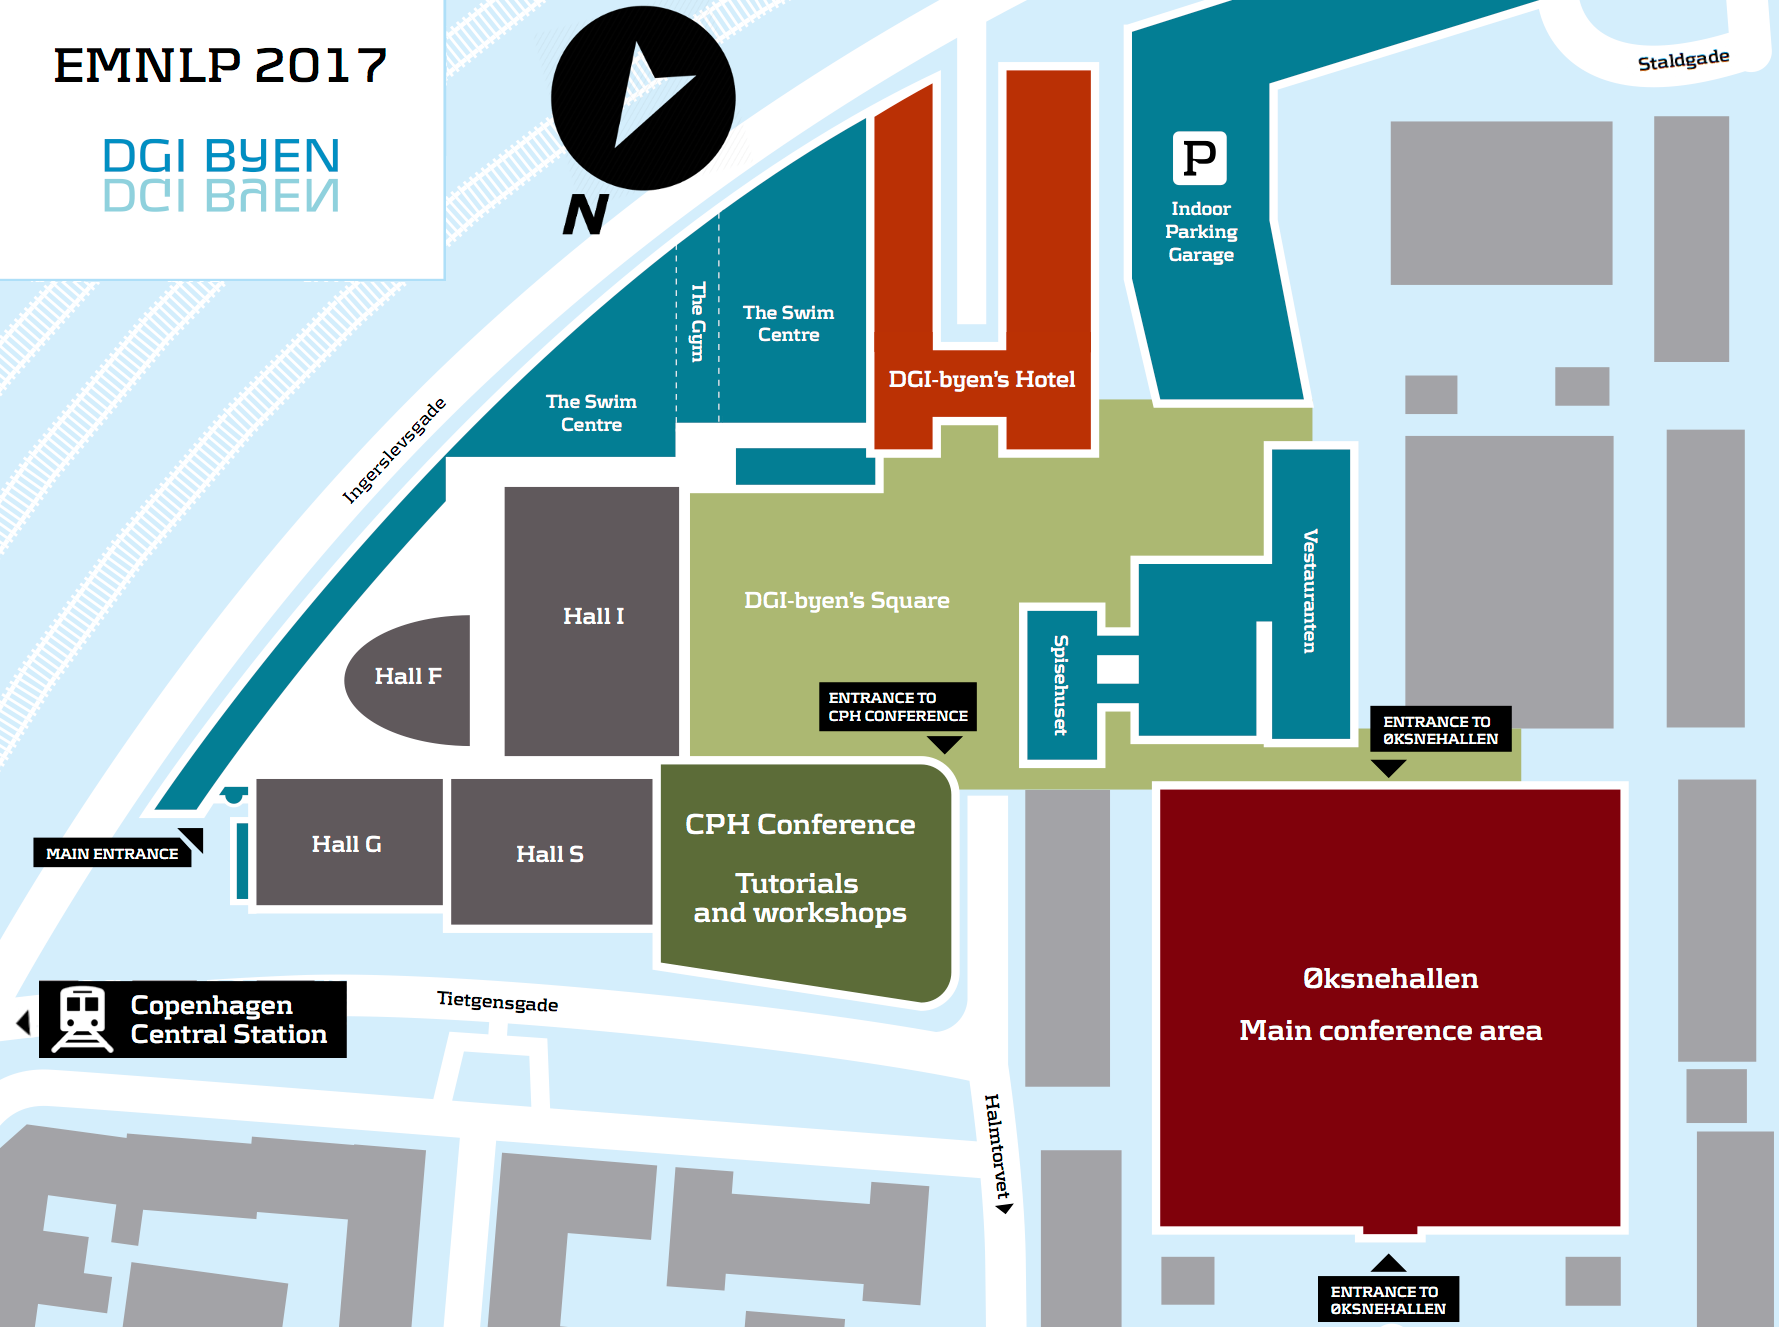 EMNLP 2017
DGI BYEN
N
Staldgade
P
Indoor
Parking
Garage
The Gym
The Swim
Centre
DGI-byen's Hotel
The Swim
Centre
Ingerslevsgade
Vestauranten
DGI-byen's Square
Hall I
Spisehuset
Hall F
ENTRANCE TO
CPH CONFERENCE
ENTRANCE TO
ØKSNEHALLEN
CPH Conference
Tutorials
and workshops
Hall G
Hall S
MAIN ENTRANCE
Øksnehallen
Main conference area
Copenhagen
Central Station
Tietgensgade
Halmtorvet
ENTRANCE TO
ØKSNEHALLEN